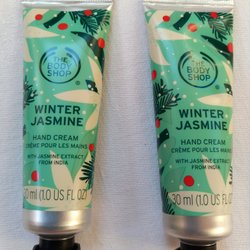 THE
BODY
SHOP
WINTER
JASMINE
HAND CREAM
CRÈME POUR LES MAINS
WITH JASMINE EXTRACT
FROM INDIA
0 ml (1.0 US FL OZ)
THE
BODY
SHOP
WINTER
JASMINE
HAND CREAM
CRÈME POUR LES MAINS
WITH JASMINE EXTRACT
FROM INDIA
30 ml (1.0 US FL O